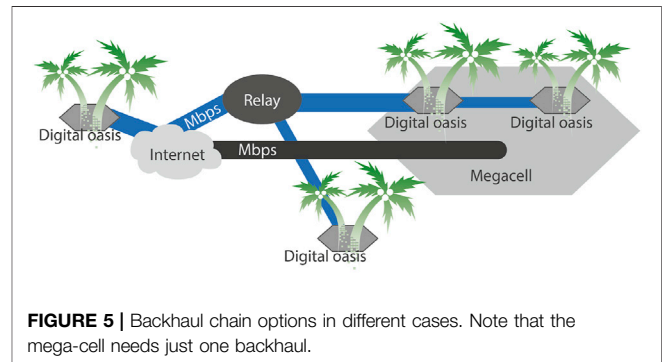 Relay
Mbps
Digital oasis
Digital oasis
Digital oasis
Internet
Mbps
Megacell
Digital oasis
FIGURE 5 | Backhaul chain options in different cases. Note that the
mega-cell needs just one backhaul.